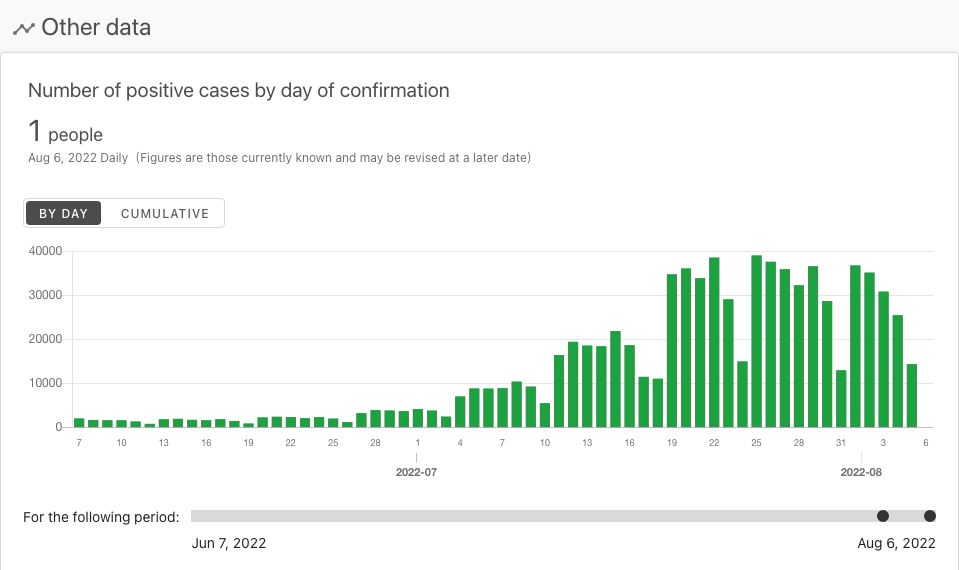 Other data
Number of positive cases by day of confirmation
1 people
Aug 6, 2022 Daily (Figures are those currently known and may be revised at a later date)
BY DAY CUMULATIVE
40000
30000
20000
10000
0
7 10 13 16 19 22 25 28 1 4 7 10 13 16 19 22 25 28 31 3 6
2022-07 2022-08
For the following period:
Jun 7, 2022 Aug 6, 2022